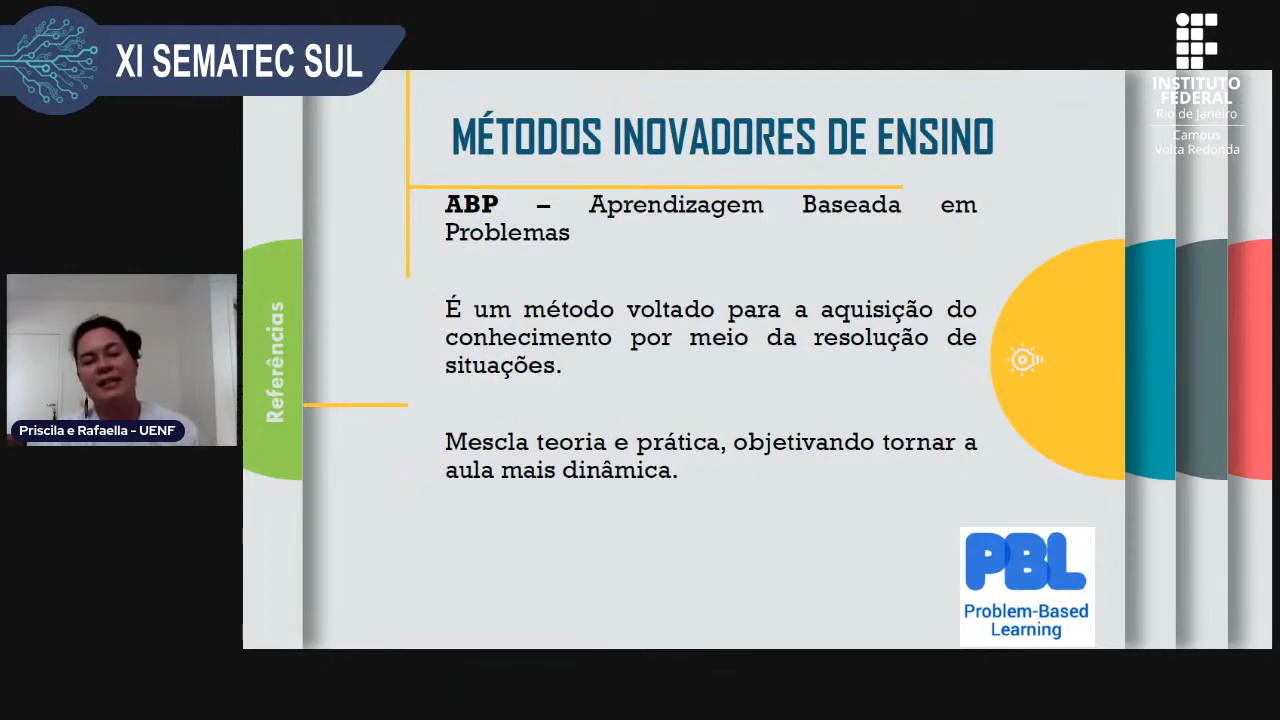 XI SEMATEC SUL
INSTITUTO
FEDERAL
Rio de Janeiro
Campus
Volta Redonda
MÉTODOS INOVADORES DE ENSINO
ABP – Aprendizagem Baseada em
Problemas
É um método voltado para a aquisição do
conhecimento por meio da resolução de
situações.
Mescla teoria e prática, objetivando tornar a
aula mais dinâmica.
Referências
Priscila e Rafaella - UENF
PBL
Problem-Based
Learning